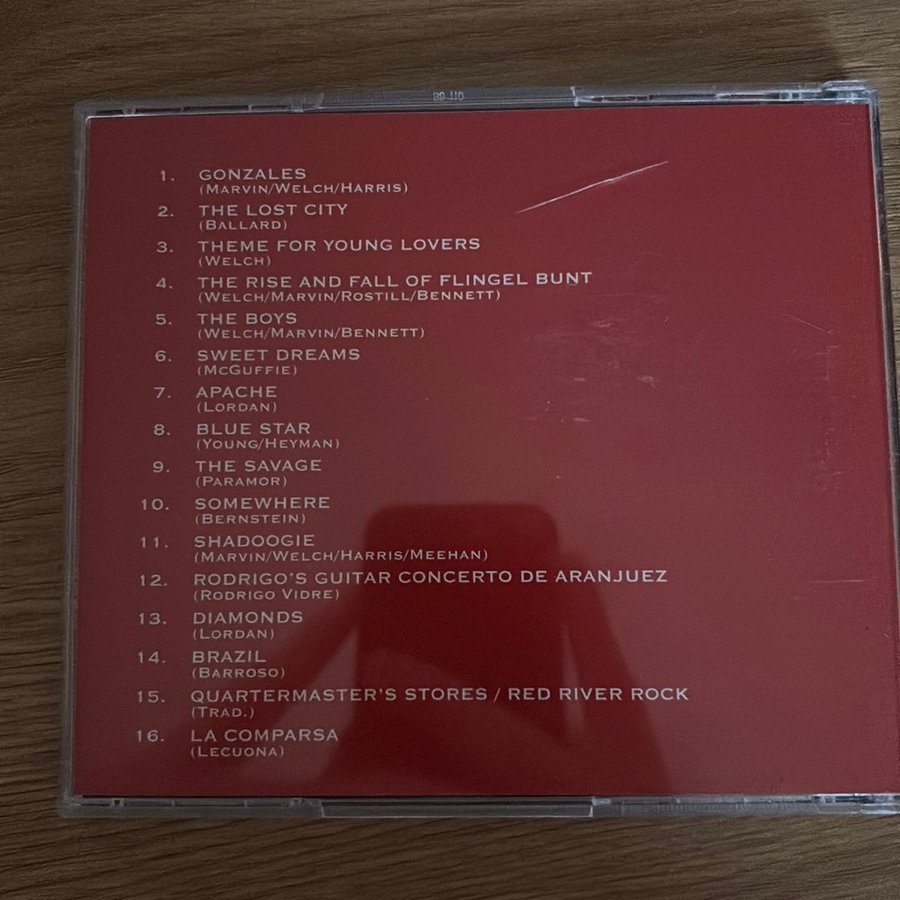 1. GONZALES
(MARVIN/WELCH/HARRIS)
2. THE LOST CITY
(BALLARD)
3. THEME FOR YOUNG LOVERS
(WELCH)
4. THE RISE AND FALL OF FLINGEL BUNT
(WELCH/MARVIN/ROSTILL/BENNETT)
5. THE BOYS
(WELCH/MARVIN/BENNETT)
6. SWEET DREAMS
(MCGUFFIE)
7. APACHE
(LORDAN)
8. BLUE STAR
(YOUNG/HEYMAN)
9. THE SAVAGE
(PARAMOR)
10. SOMEWHERE
(BERNSTEIN)
11. SHADOOGIE
(MARVIN/WELCH/HARRIS/MEEHAN)
12. RODRIGO'S GUITAR CONCERTO DE ARANJUEZ
(RODRIGO VIDRE)
13. DIAMONDS
(LORDAN)
14. BRAZIL
(BARROSO)
15. QUARTERMASTER'S STORES / RED RIVER ROCK
(TRAD.)
16. LA COMPARSA
(LECUONA)